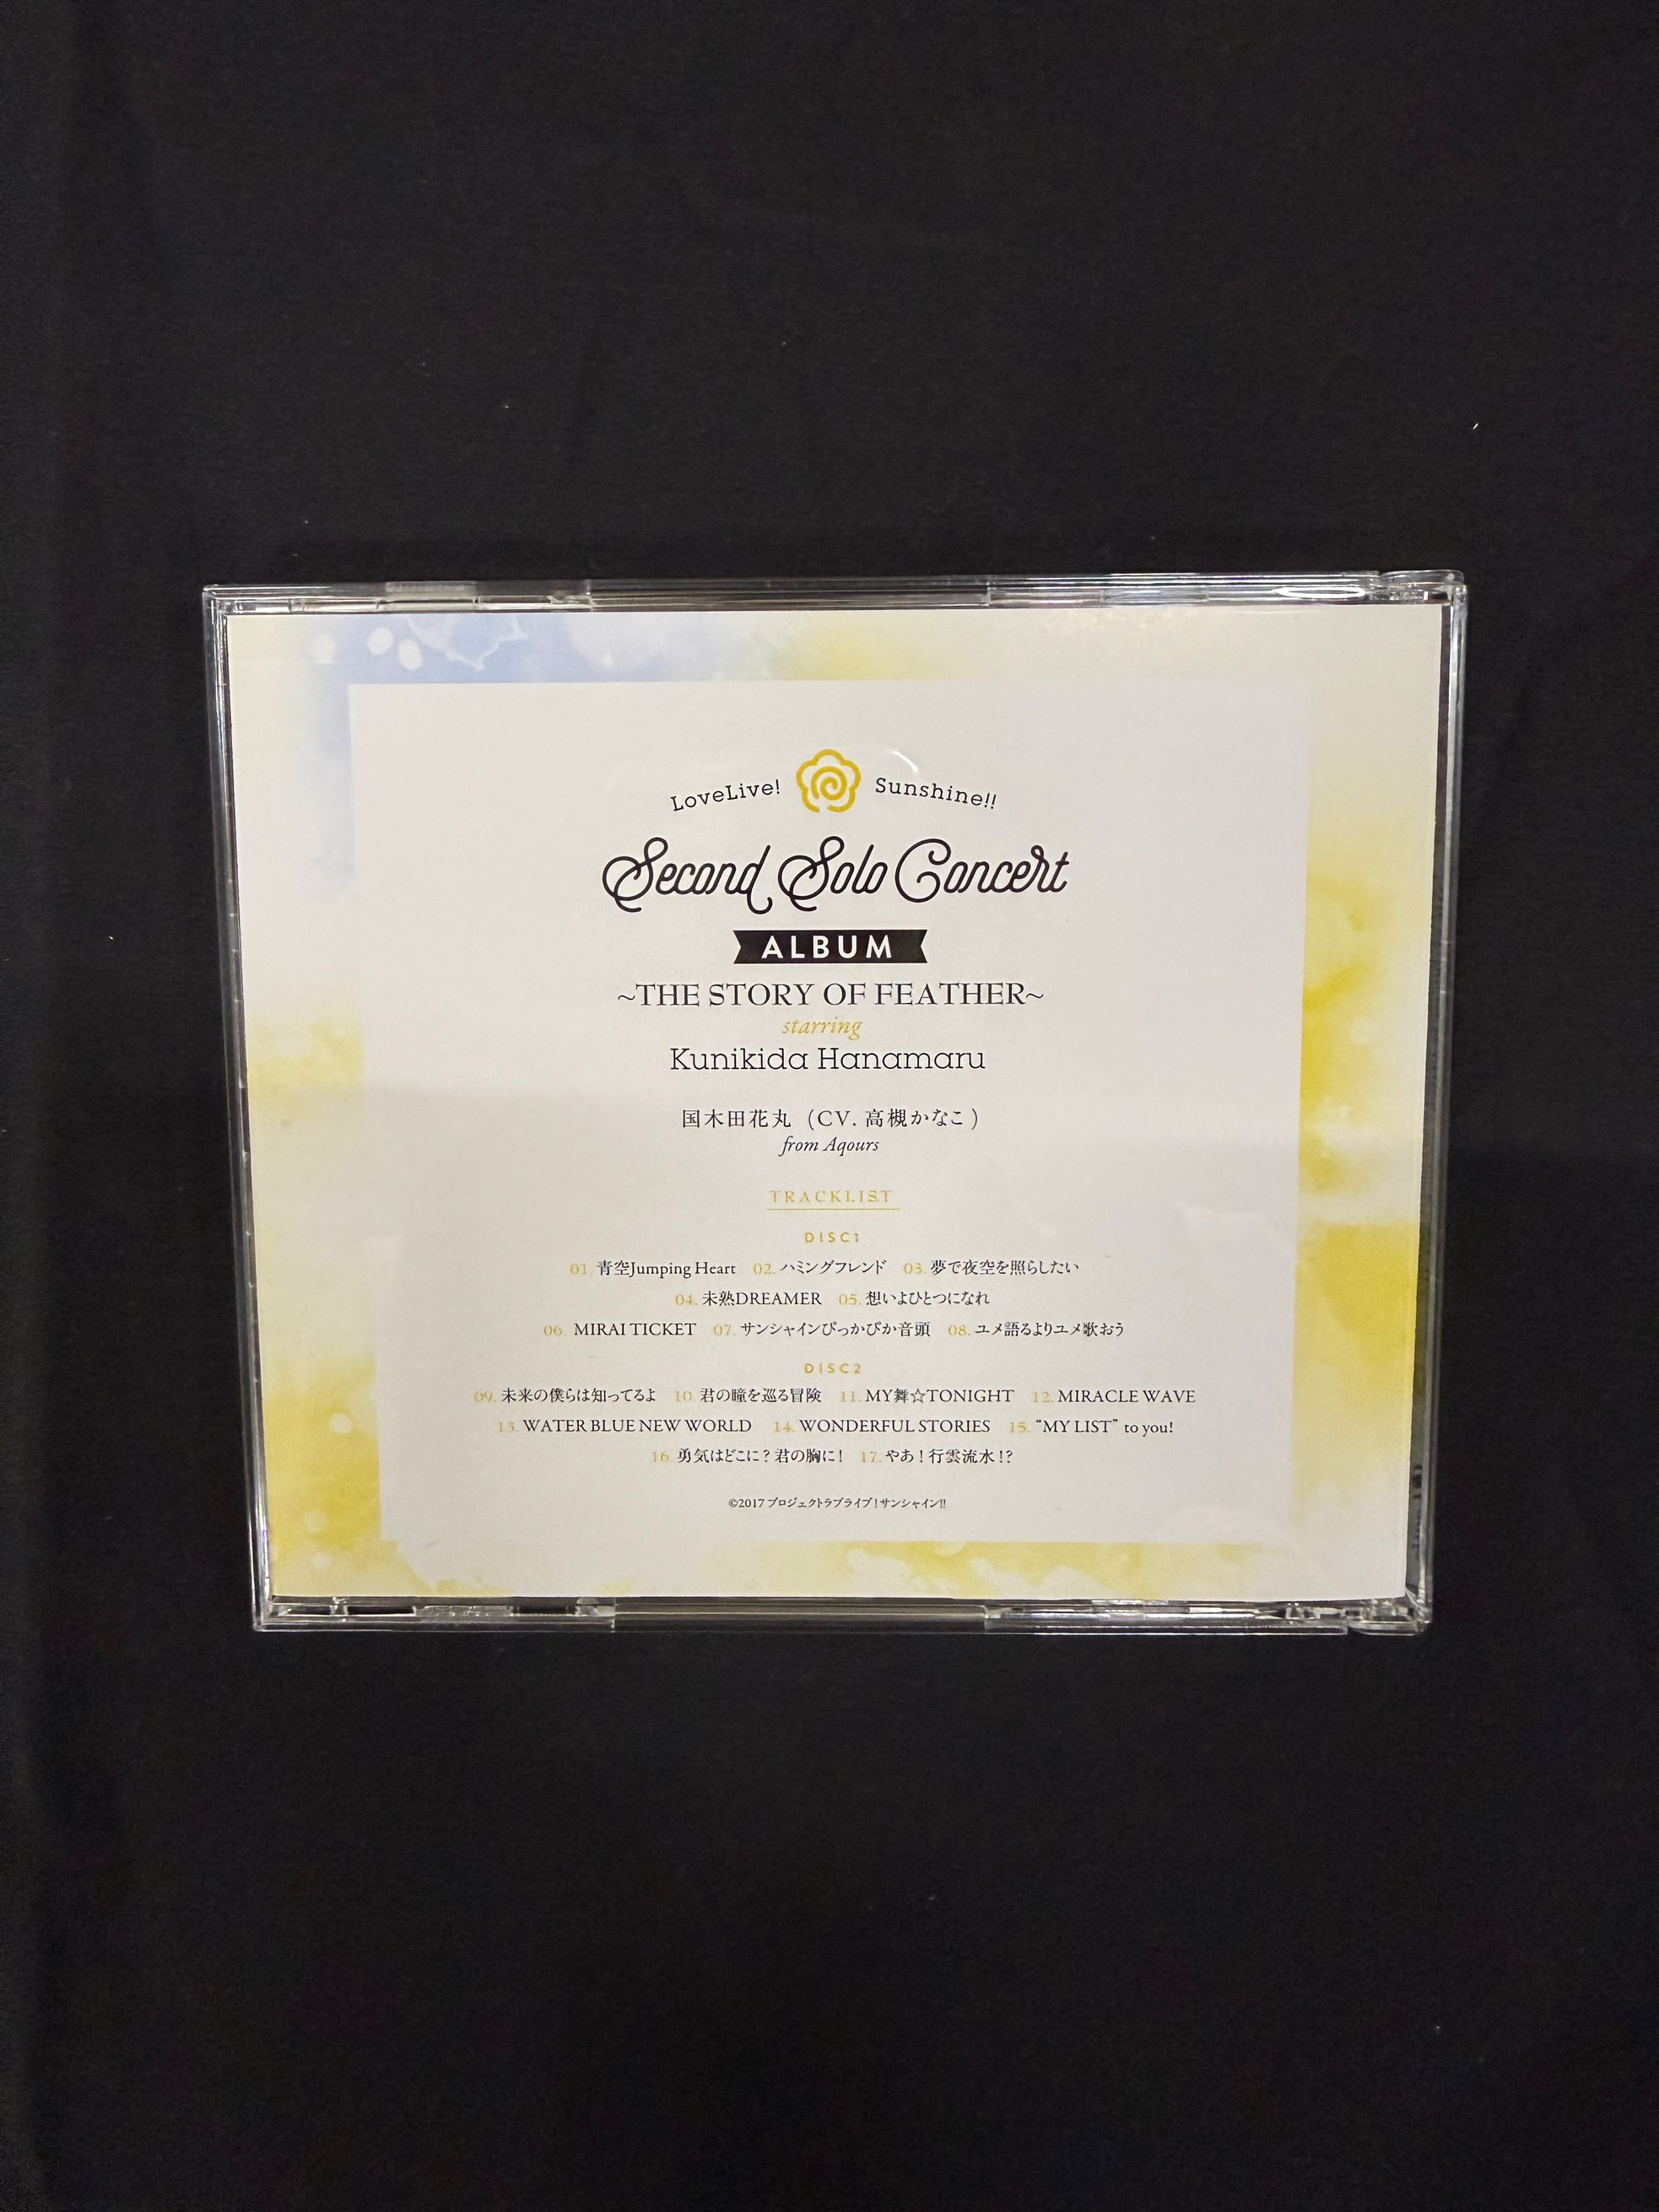 LoveLive! Sunshine!!
Second Solo Concert
ALBUM
~THE STORY OF FEATHER~
starring
Kunikida Hanamaru
国木田花丸 (CV. 高槻かなこ)
from Aqours
TRACKLIST
DISC1
01. 青空Jumping Heart 02. ハミングフレンド 03. 夢で夜空を照らしたい
04. 未熟DREAMER 05. 想いよひとつになれ
06. MIRAI TICKET 07. サンシャインぴっかぴか音頭 08. ユメ語るよりユメ歌おう
DISC2
09. 未来の僕らは知ってるよ 10. 君の瞳を巡る冒険 11. MY舞☆TONIGHT 12. MIRACLE WAVE
13. WATER BLUE NEW WORLD 14. WONDERFUL STORIES 15. “MY LIST” to you!
16. 勇気はどこに?君の胸に! 17. やあ!行雲流水!?
©2017 プロジェクトラブライブ!サンシャイン!!